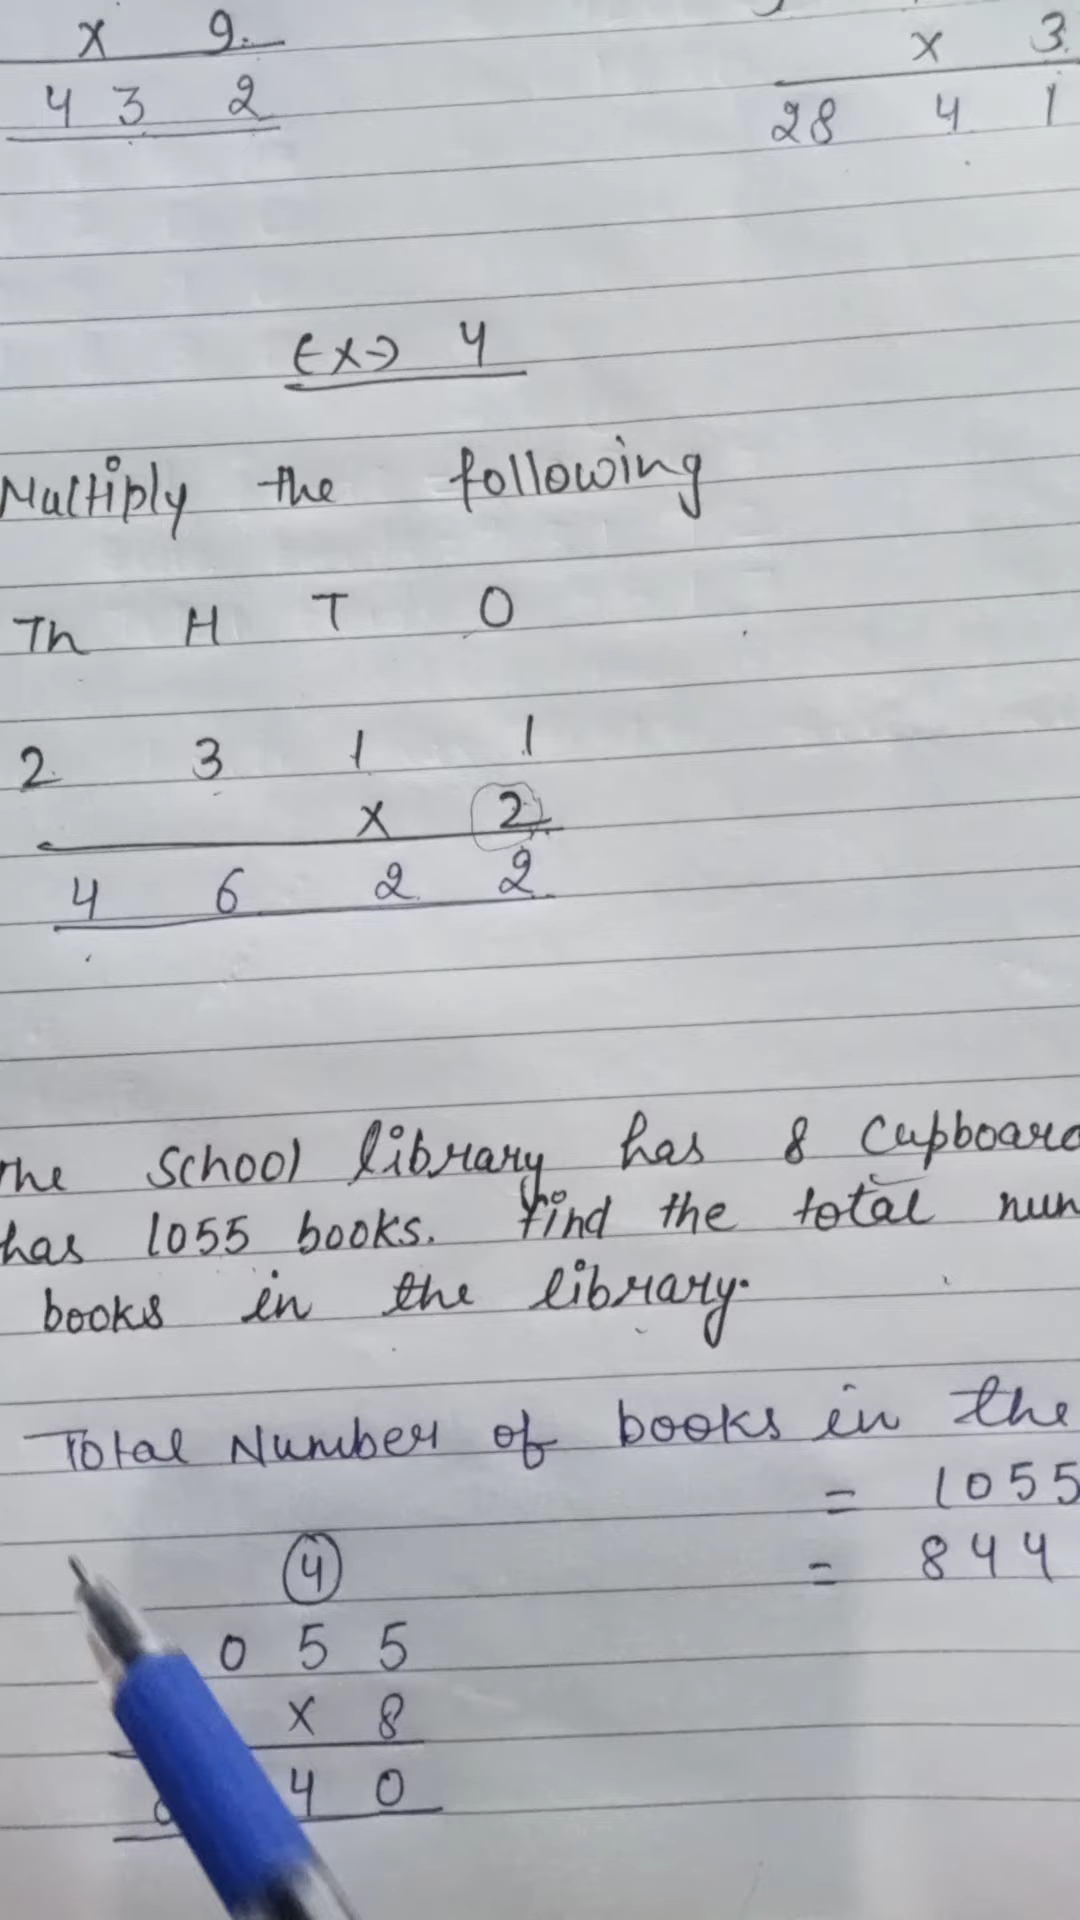 x 9
4 3 2
x 3
28 4 1
Ex→ 4
Multiply the following
Th H T O
2 3 1 1
x 2
4 6 2 2
The School library has 8 Cupboard
has 1055 books. Find the total num
books in the library.
Total Number of books in the
= 1055
= 844
4
0 5 5
x 8
4 0